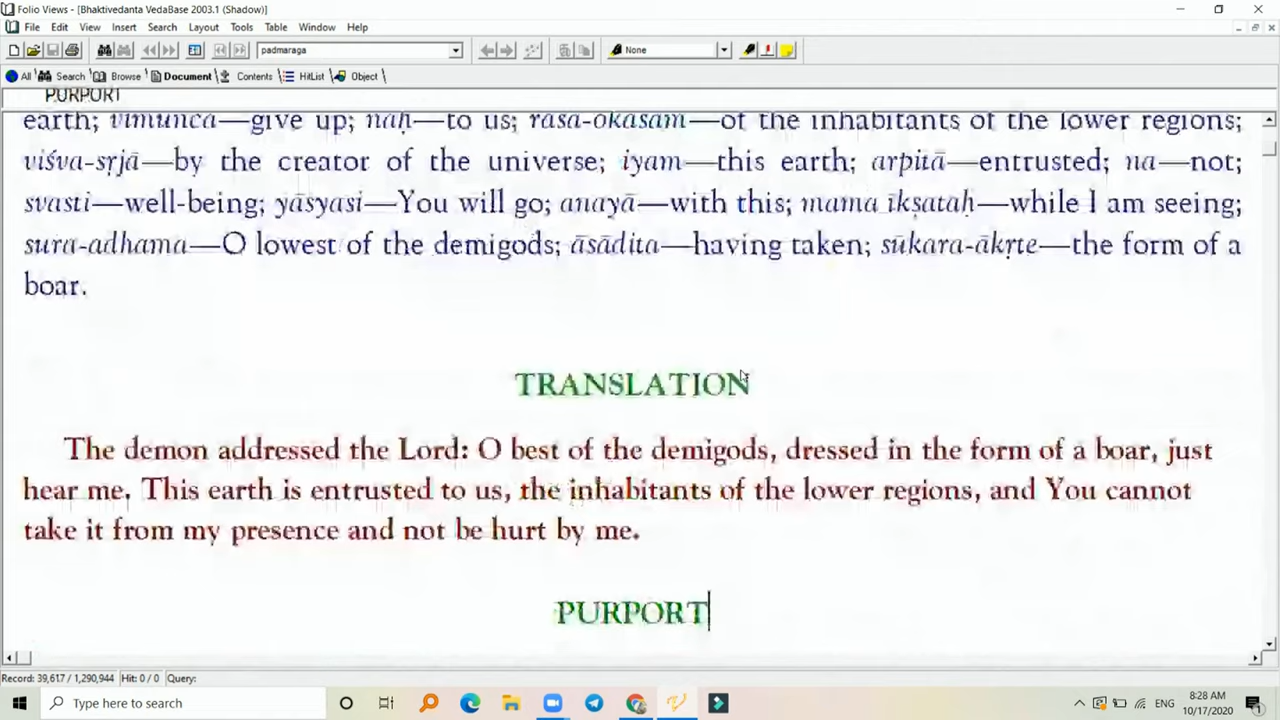 Folio Views - [Bhaktivedanta VedaBase 2003.1 (Shadow)]
File Edit View Insert Search Layout Tools Table Window Help
padmaraga None
All Search Browse Document Contents HitList Object
PURPORT
earth; vimuñca—give up; naḥ—to us; rasā-okasām—of the inhabitants of the lower regions;
viśva-sṛjā—by the creator of the universe; iyam—this earth; arpitā—entrusted; na—not;
svasti—well-being; yāsyasi—You will go; anayā—with this; mama īkṣataḥ—while I am seeing;
sura-adhama—O lowest of the demigods; āsādita—having taken; sūkara-ākṛte—the form of a
boar.
TRANSLATION
The demon addressed the Lord: O best of the demigods, dressed in the form of a boar, just
hear me. This earth is entrusted to us, the inhabitants of the lower regions, and You cannot
take it from my presence and not be hurt by me.
PURPORT
Record: 39,617 / 1,290,944 Hit: 0 / 0 Query:
Type here to search
ENG
8:28 AM
10/17/2020
1